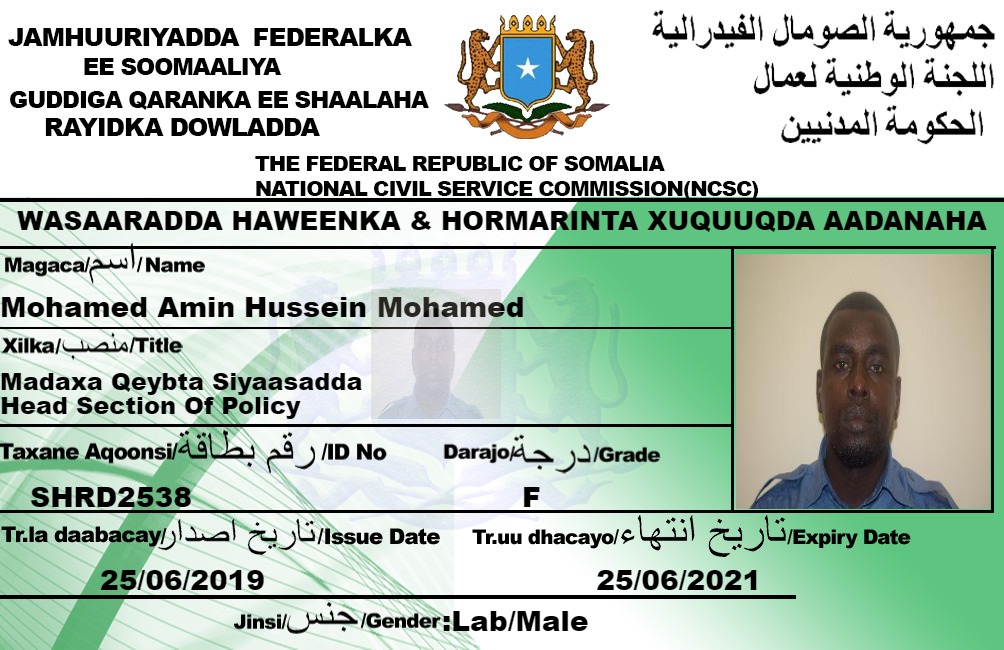 JAMHUURIYADDA FEDERALKA
EE SOOMAALIYA
GUDDIGA QARANKA EE SHAALAHA
RAYIDKA DOWLADDA
جمهورية الصومال الفيدرالية
اللجنة الوطنية لعمال
الحكومة المدنيين
THE FEDERAL REPUBLIC OF SOMALIA
NATIONAL CIVIL SERVICE COMMISSION(NCSC)
WASAARADDA HAWEENKA & HORMARINTA XUQUUQDA AADANAHA
Magaca/اسم/Name
Mohamed Amin Hussein Mohamed
Xilka/منصب/Title
Madaxa Qeybta Siyaasadda
Head Section Of Policy
Taxane Aqoonsi/رقم بطاقة/ID No
Darajo/درجة/Grade
SHRD2538
F
Tr.la daabacay/تاريخ اصدار/Issue Date
Tr.uu dhacayo/تاريخ انتهاء/Expiry Date
25/06/2019
25/06/2021
Jinsi/جنس/Gender:Lab/Male